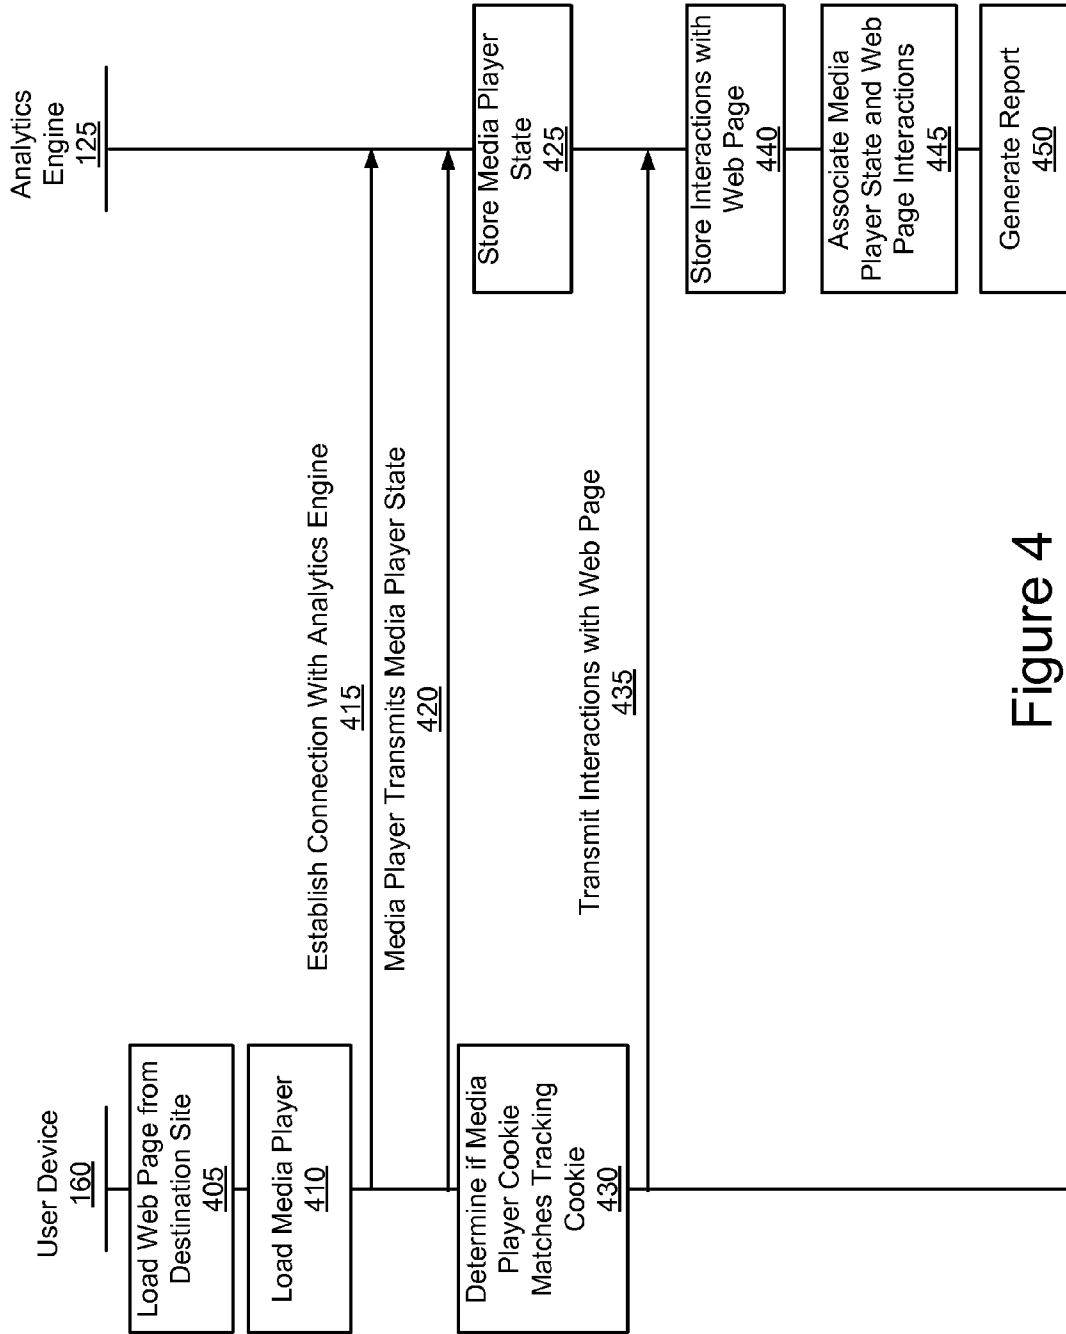 User Device
160
Analytics
Engine
125
Load Web Page from
Destination Site
405
Load Media Player
410
Establish Connection With Analytics Engine
415
Media Player Transmits Media Player State
420
Store Media Player
State
425
Determine if Media
Player Cookie
Matches Tracking
Cookie
430
Transmit Interactions with Web Page
435
Store Interactions with
Web Page
440
Associate Media
Player State and Web
Page Interactions
445
Generate Report
450
Figure 4